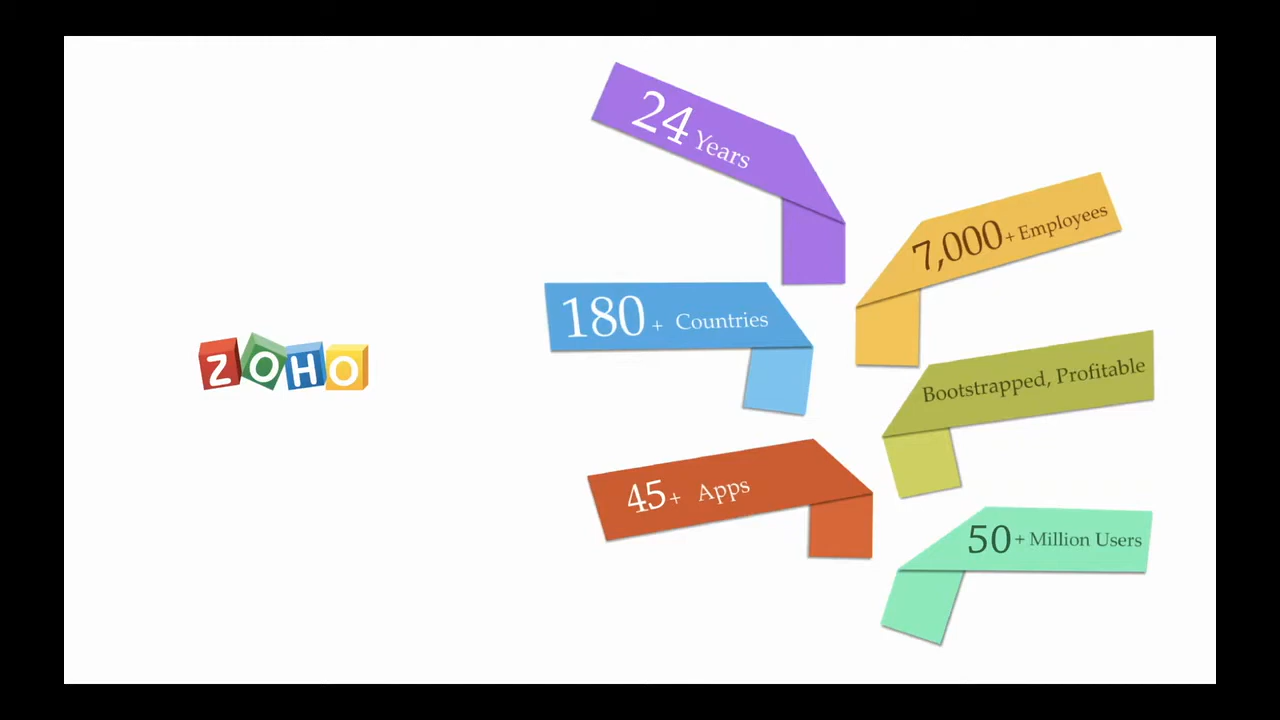 ZOHO
24 Years
7,000+ Employees
180+ Countries
Bootstrapped, Profitable
45+ Apps
50+ Million Users